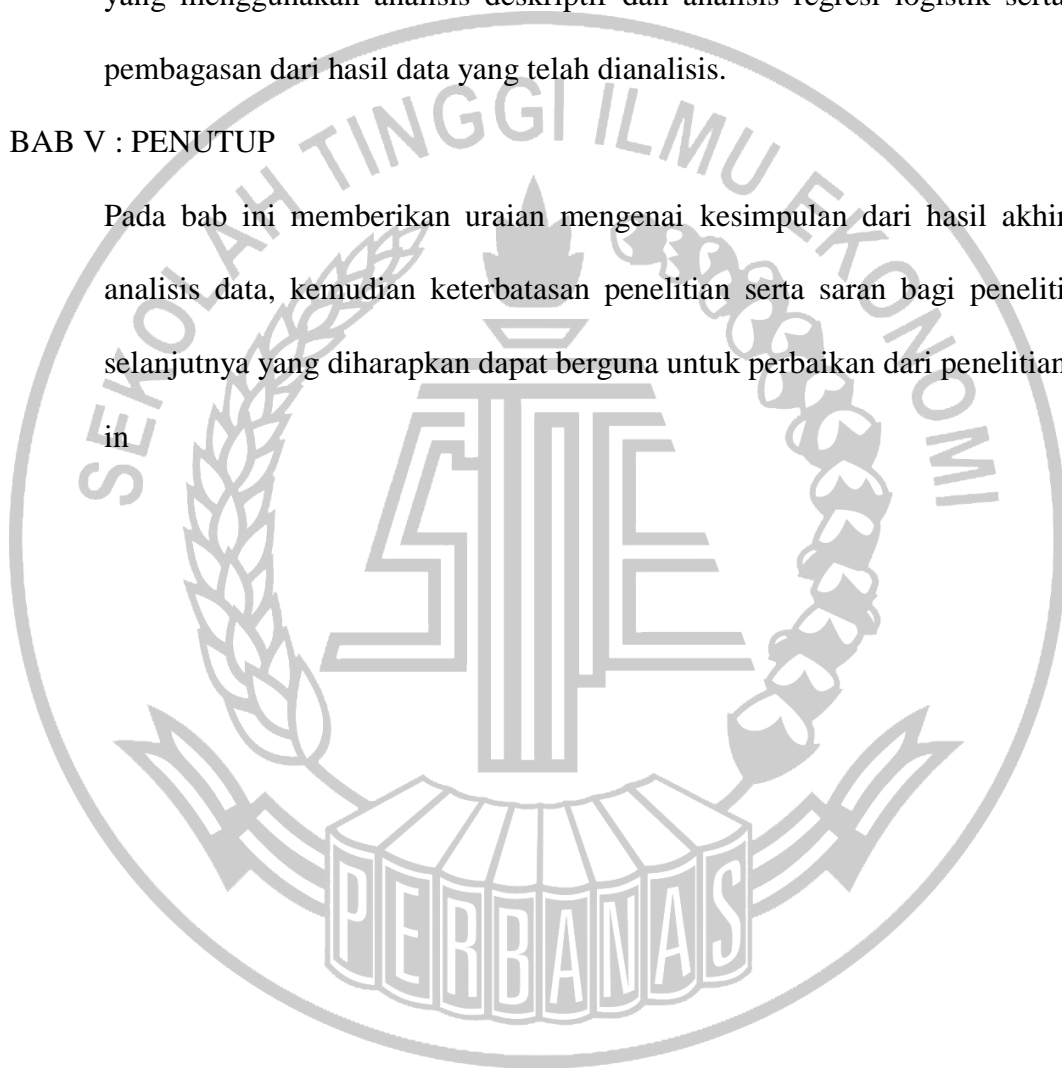 yang menggunakan analisis deskriptif dan analisis regresi logistik serta
pembagasan dari hasil data yang telah dianalisis.
BAB V : PENUTUP
Pada bab ini memberikan uraian mengenai kesimpulan dari hasil akhir
analisis data, kemudian keterbatasan penelitian serta saran bagi peneliti
selanjutnya yang diharapkan dapat berguna untuk perbaikan dari penelitian
in
SEKOLAH TINGGI ILMU EKONOMI
STIE
PERBANAS